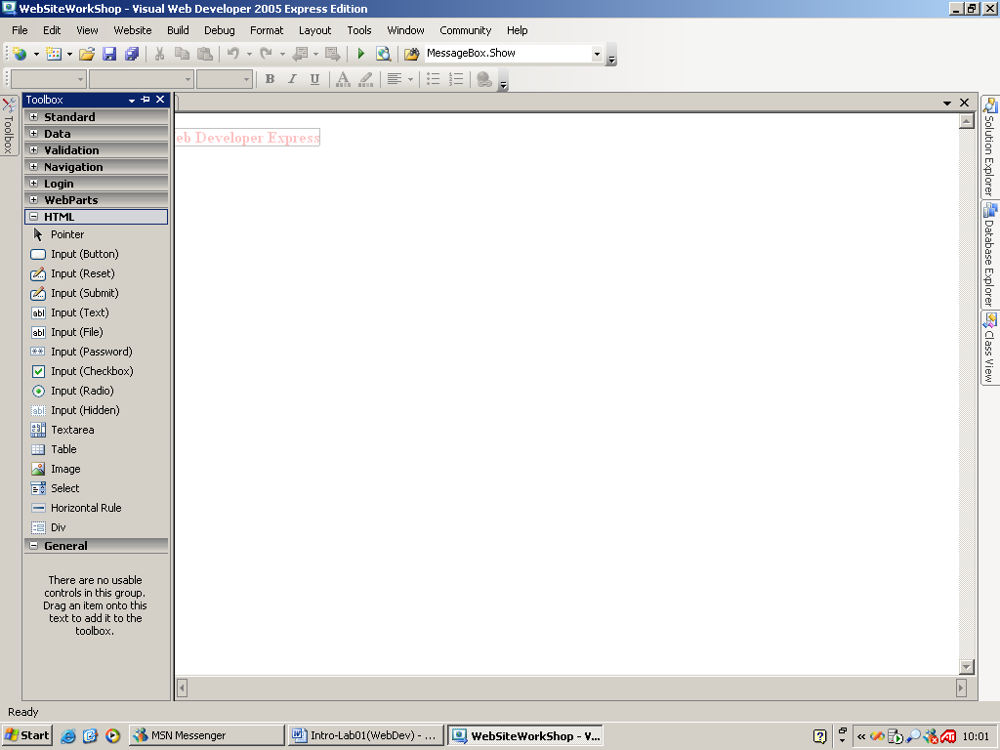 WebSiteWorkShop - Visual Web Developer 2005 Express Edition
File Edit View Website Build Debug Format Layout Tools Window Community Help
MessageBox.Show
B I U A
Toolbox
Toolbox
Standard
Data
Validation
Navigation
Login
WebParts
HTML
Pointer
Input (Button)
Input (Reset)
Input (Submit)
abl Input (Text)
abl Input (File)
Input (Password)
Input (Checkbox)
Input (Radio)
abl Input (Hidden)
Textarea
Table
Image
Select
Horizontal Rule
Div
General
There are no usable
controls in this group.
Drag an item onto this
text to add it to the
toolbox.
eb Developer Express
Solution Explorer
Database Explorer
Class View
Ready
Start MSN Messenger Intro-Lab01(WebDev) - ... WebSiteWorkShop - V... 10:01